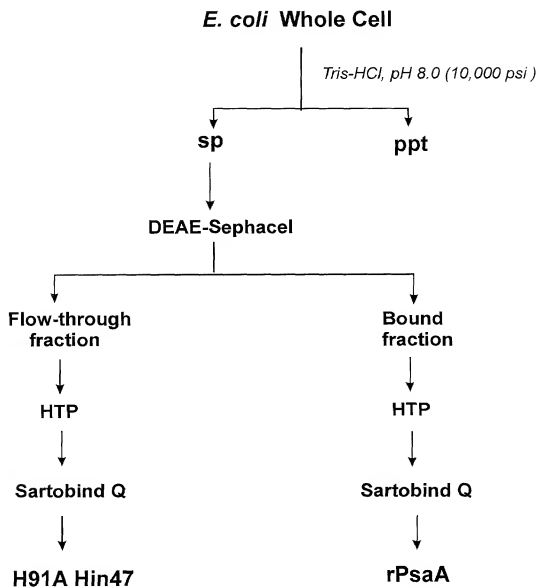 E. coli Whole Cell
Tris-HCl, pH 8.0 (10,000 psi )
sp
ppt
DEAE-Sephacel
Flow-through
fraction
Bound
fraction
HTP
HTP
Sartobind Q
Sartobind Q
H91A Hin47
rPsaA